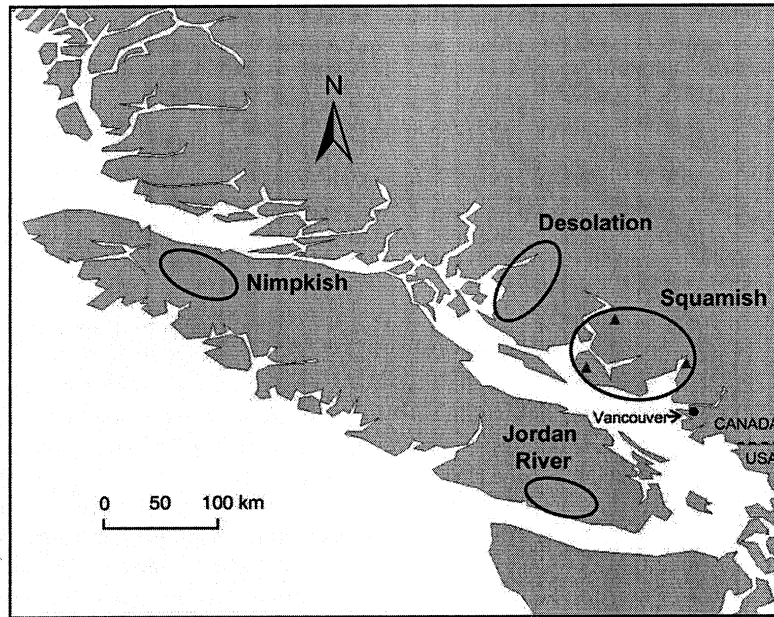 N
Desolation
Nimpkish
Squamish
Vancouver
CANADA
USA
Jordan
River
0 50 100 km